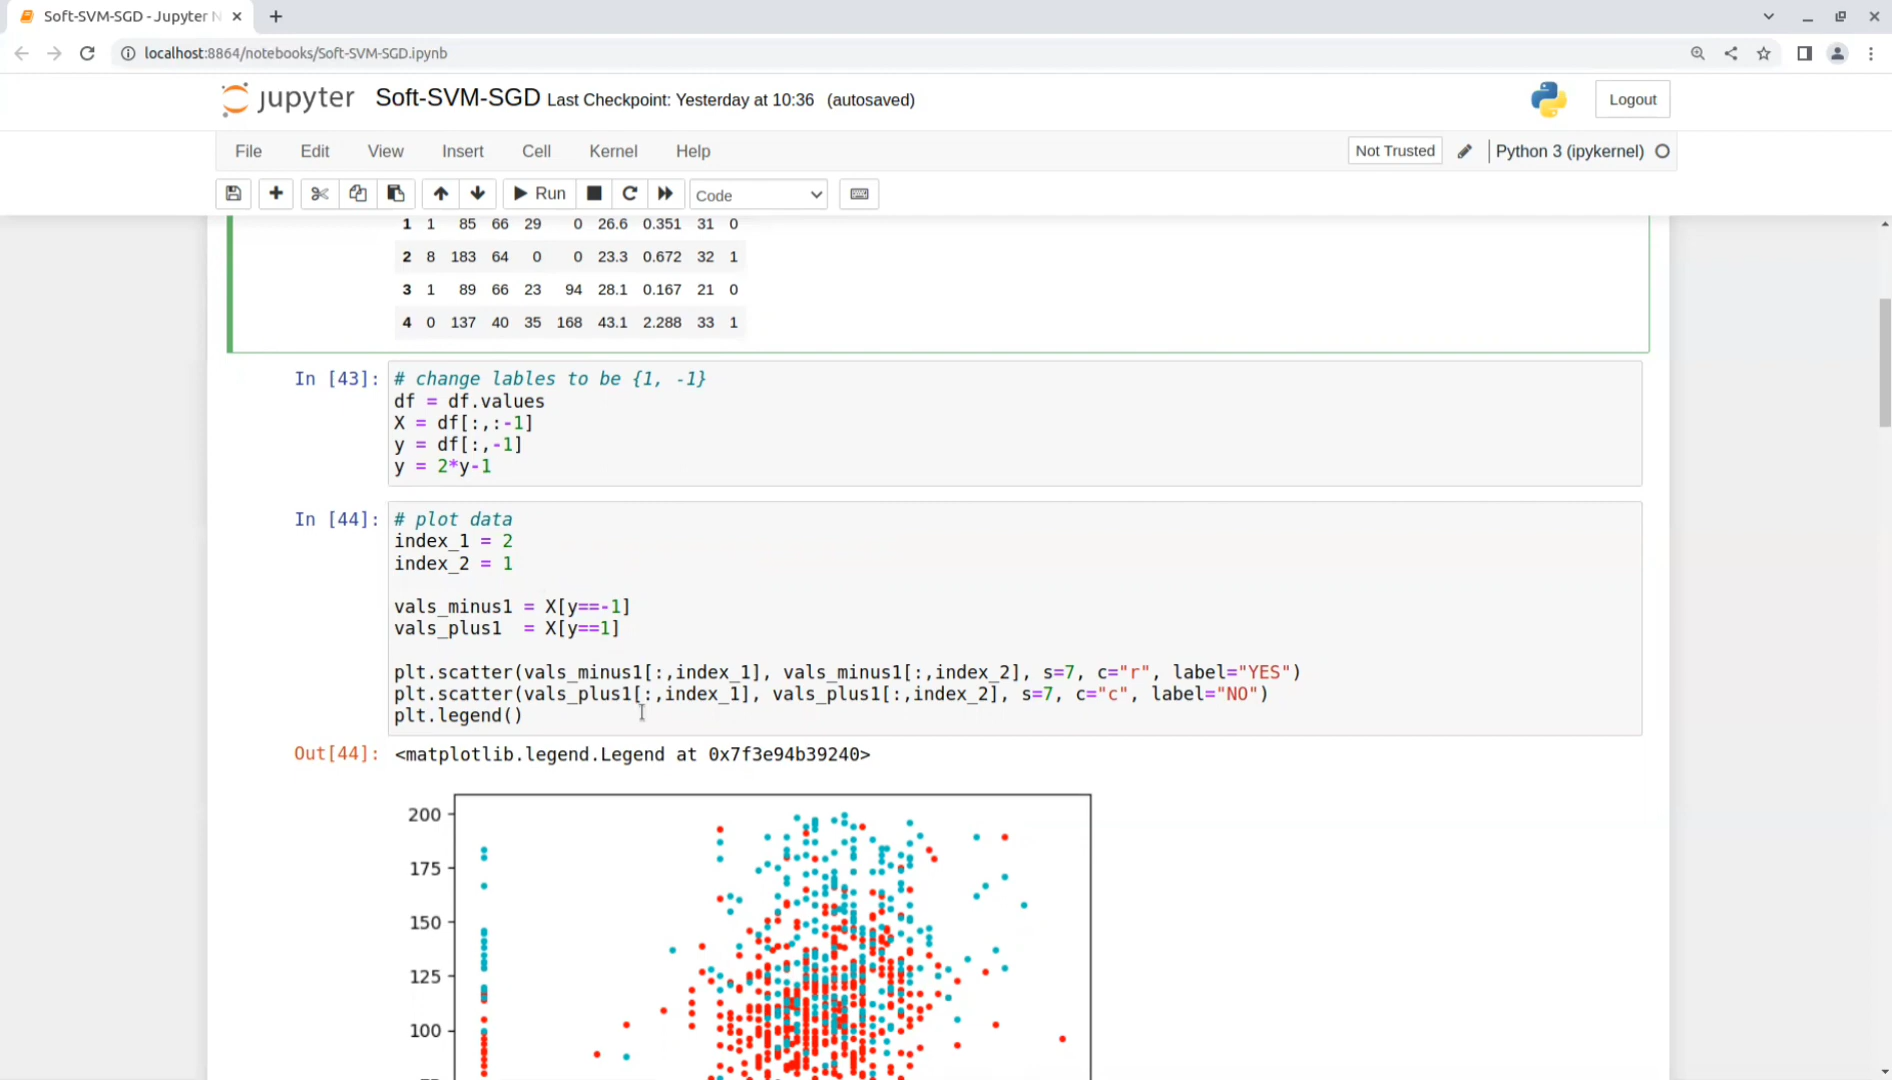 Soft-SVM-SGD - Jupyter N
localhost:8864/notebooks/Soft-SVM-SGD.ipynb
jupyter Soft-SVM-SGD Last Checkpoint: Yesterday at 10:36 (autosaved)
Logout
File Edit View Insert Cell Kernel Help
Not Trusted
Python 3 (ipykernel)
Run
Code
1 1 85 66 29 0 26.6 0.351 31 0
2 8 183 64 0 0 23.3 0.672 32 1
3 1 89 66 23 94 28.1 0.167 21 0
4 0 137 40 35 168 43.1 2.288 33 1
In [43]: # change lables to be {1, -1}
df = df.values
X = df[:,:-1]
y = df[:,-1]
y = 2*y-1
In [44]: # plot data
index_1 = 2
index_2 = 1
vals_minus1 = X[y==-1]
vals_plus1 = X[y==1]
plt.scatter(vals_minus1[:,index_1], vals_minus1[:,index_2], s=7, c="r", label="YES")
plt.scatter(vals_plus1[:,index_1], vals_plus1[:,index_2], s=7, c="c", label="NO")
plt.legend()
Out[44]: <matplotlib.legend.Legend at 0x7f3e94b39240>
200
175
150
125
100